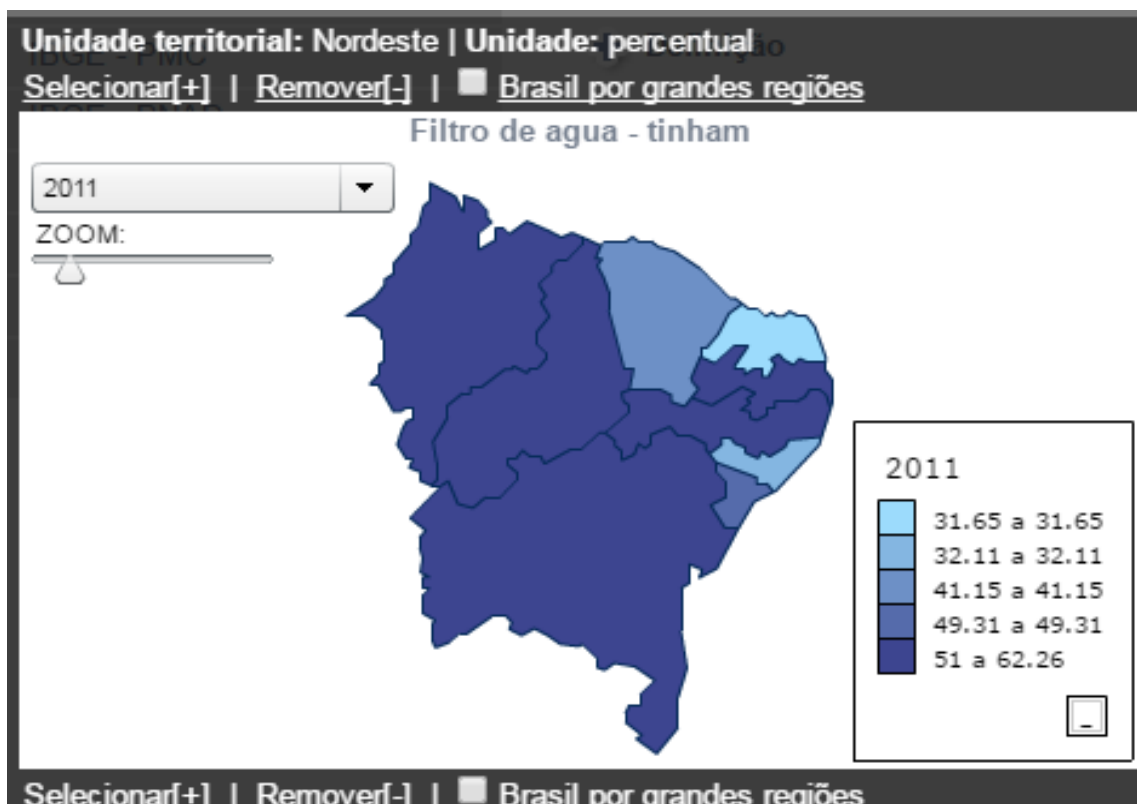 Unidade territorial: Nordeste | Unidade: percentual
IBGE - PMC
Selecionar[+] | Remover[-] | Brasil por grandes regiões
Filtro de agua - tinham
2011
ZOOM:
2011
31.65 a 31.65
32.11 a 32.11
41.15 a 41.15
49.31 a 49.31
51 a 62.26
Selecionar[+] | Remover[-] | Brasil por grandes regiões